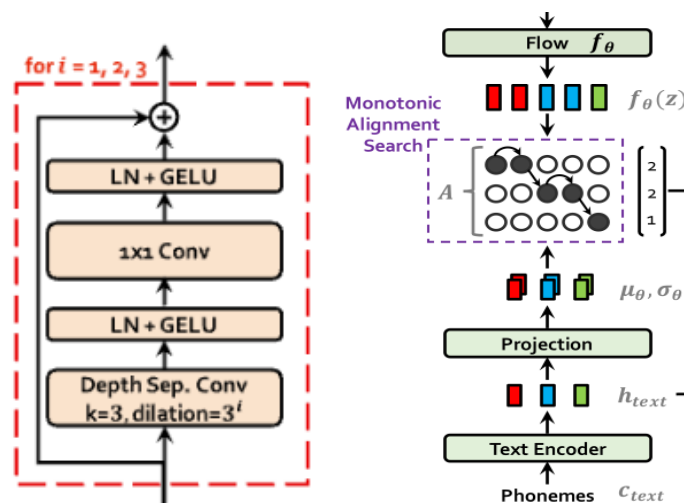 for i = 1, 2, 3
+
LN + GELU
1x1 Conv
LN + GELU
Depth Sep. Conv
k=3, dilation=3^i
Flow f_θ
f_θ(z)
Monotonic
Alignment
Search
A
2
2
1
μ_θ, σ_θ
Projection
h_text
Text Encoder
Phonemes c_text